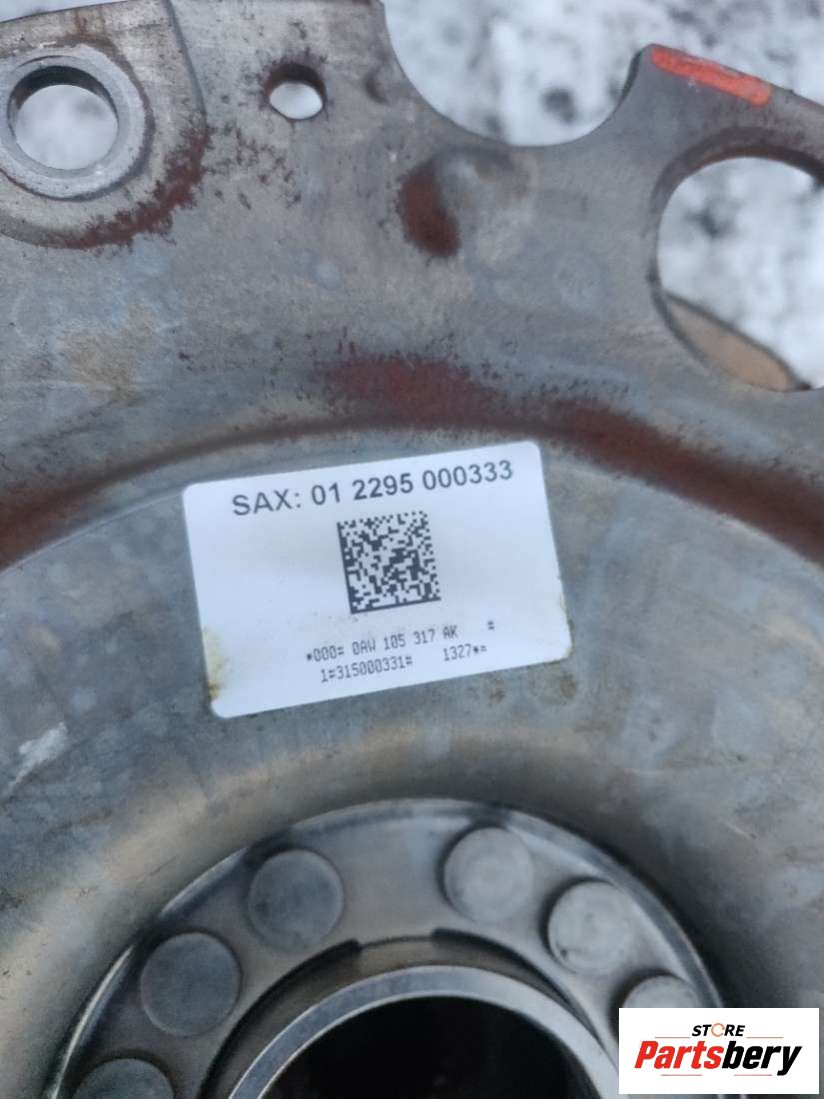 SAX: 01 2295 000333
*000= 0AW 105 317 AK #
1=315000331# 1327*=
STORE
Partsbery